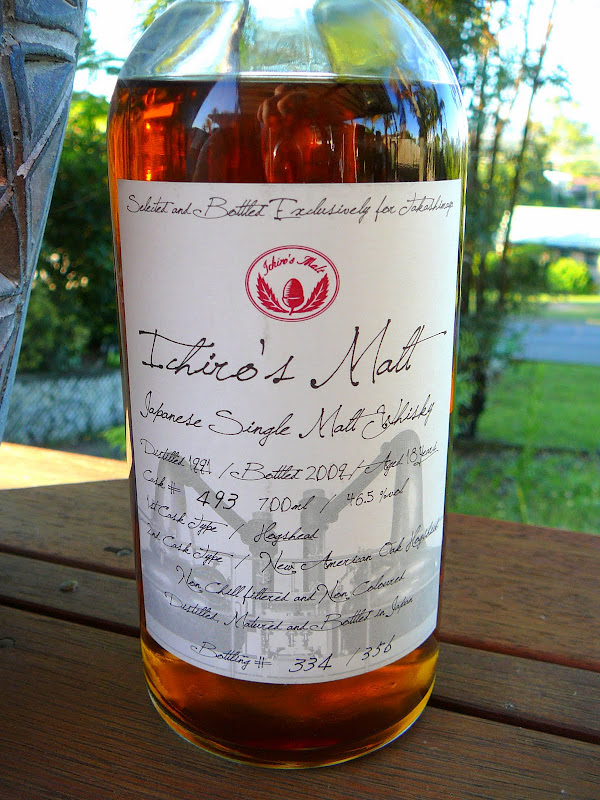 Selected and Bottled Exclusively for
Ichiro's Malt
Ichiro's Malt
Japanese Single Malt Whisky
Distilled 1991 / Bottled 2009 / Aged 18 Years
Cask # 493 700ml / 46.5 %vol
1st Cask Type / Hogshead
2nd Cask Type / New American Oak Hogshead
Non Chill filtered and Non Coloured
Distilled, Matured and Bottled in Japan
Bottling # 334 /356